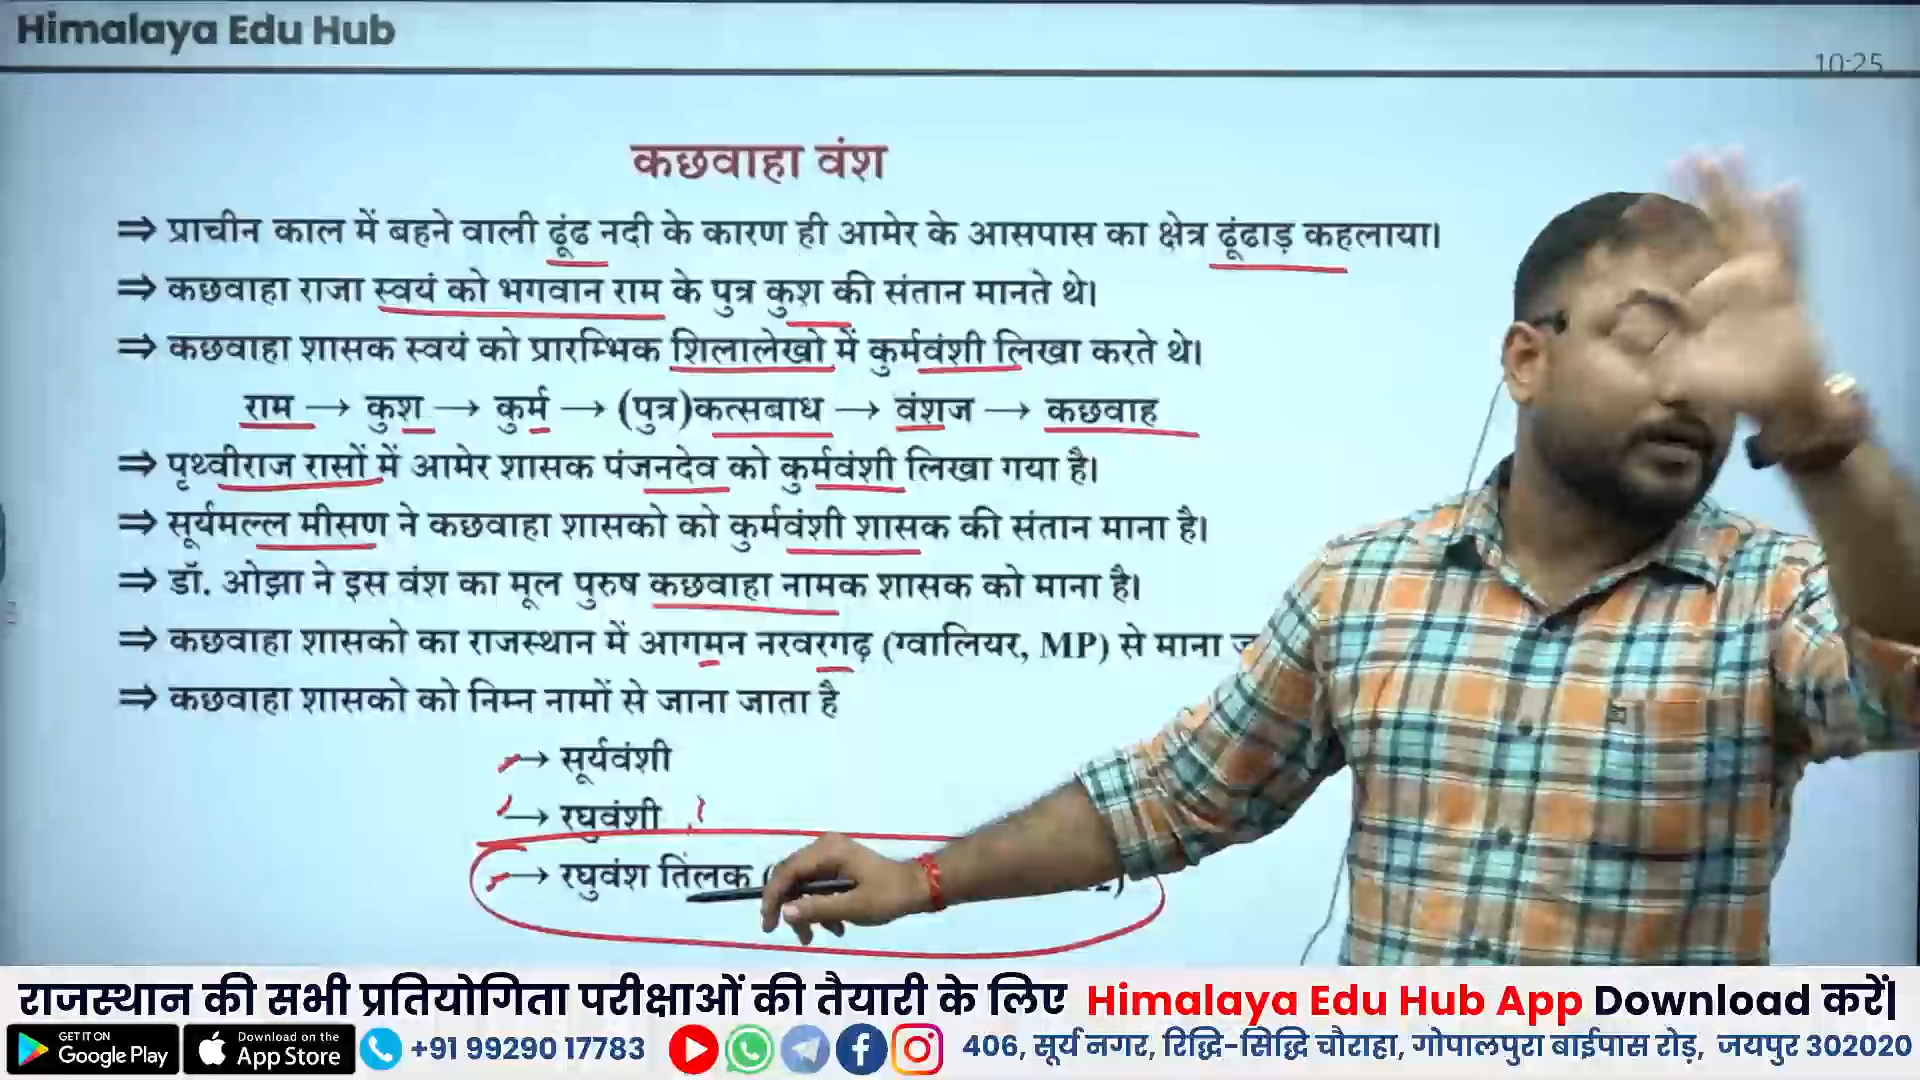 Himalaya Edu Hub
10:25
कछवाहा वंश
⇒ प्राचीन काल में बहने वाली ढूंढ नदी के कारण ही आमेर के आसपास का क्षेत्र ढूंढाड़ कहलाया।
⇒ कछवाहा राजा स्वयं को भगवान राम के पुत्र कुश की संतान मानते थे।
⇒ कछवाहा शासक स्वयं को प्रारम्भिक शिलालेखो में कुर्मवंशी लिखा करते थे।
राम → कुश → कुर्म → (पुत्र)कत्सबाध → वंशज → कछवाह
⇒ पृथ्वीराज रासों में आमेर शासक पंजनदेव को कुर्मवंशी लिखा गया है।
⇒ सूर्यमल्ल मीसण ने कछवाहा शासको को कुर्मवंशी शासक की संतान माना है।
⇒ डॉ. ओझा ने इस वंश का मूल पुरुष कछवाहा नामक शासक को माना है।
⇒ कछवाहा शासको का राजस्थान में आगमन नरवरगढ़ (ग्वालियर, MP) से माना
⇒ कछवाहा शासको को निम्न नामों से जाना जाता है
→ सूर्यवंशी
→ रघुवंशी
→ रघुवंश तिलक (
राजस्थान की सभी प्रतियोगिता परीक्षाओं की तैयारी के लिए Himalaya Edu Hub App Download करें|
GET IT ON Google Play Download on the App Store +91 99290 17783 406, सूर्य नगर, रिद्धि-सिद्धि चौराहा, गोपालपुरा बाईपास रोड़, जयपुर 302020